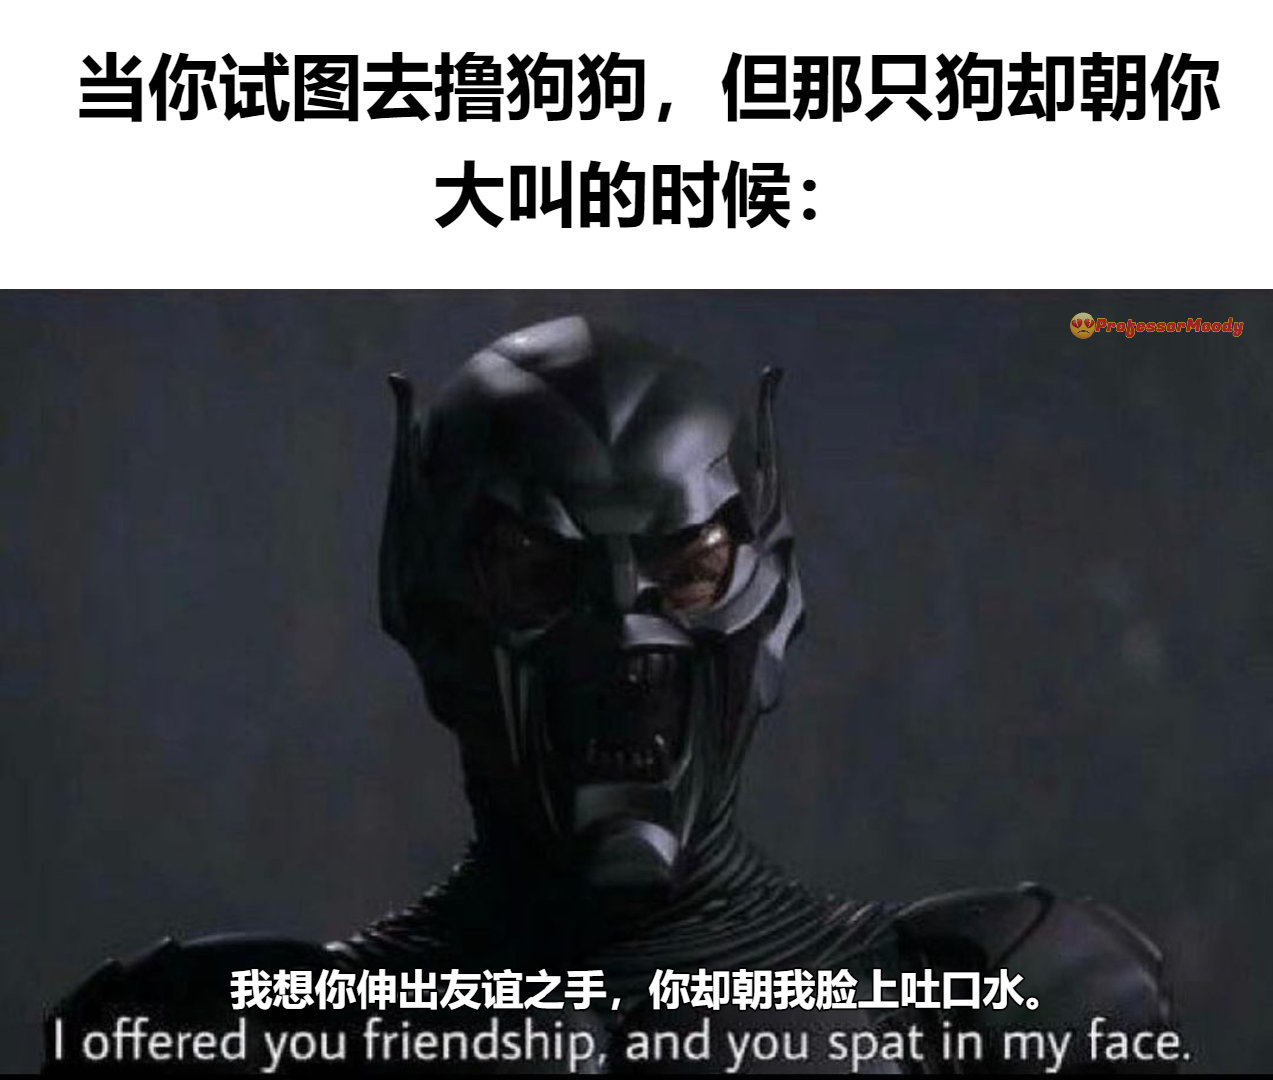 当你试图去撸狗狗，但那只狗却朝你
大叫的时候：
ProfessorMoody
我想你伸出友谊之手，你却朝我脸上吐口水。
I offered you friendship, and you spat in my face.